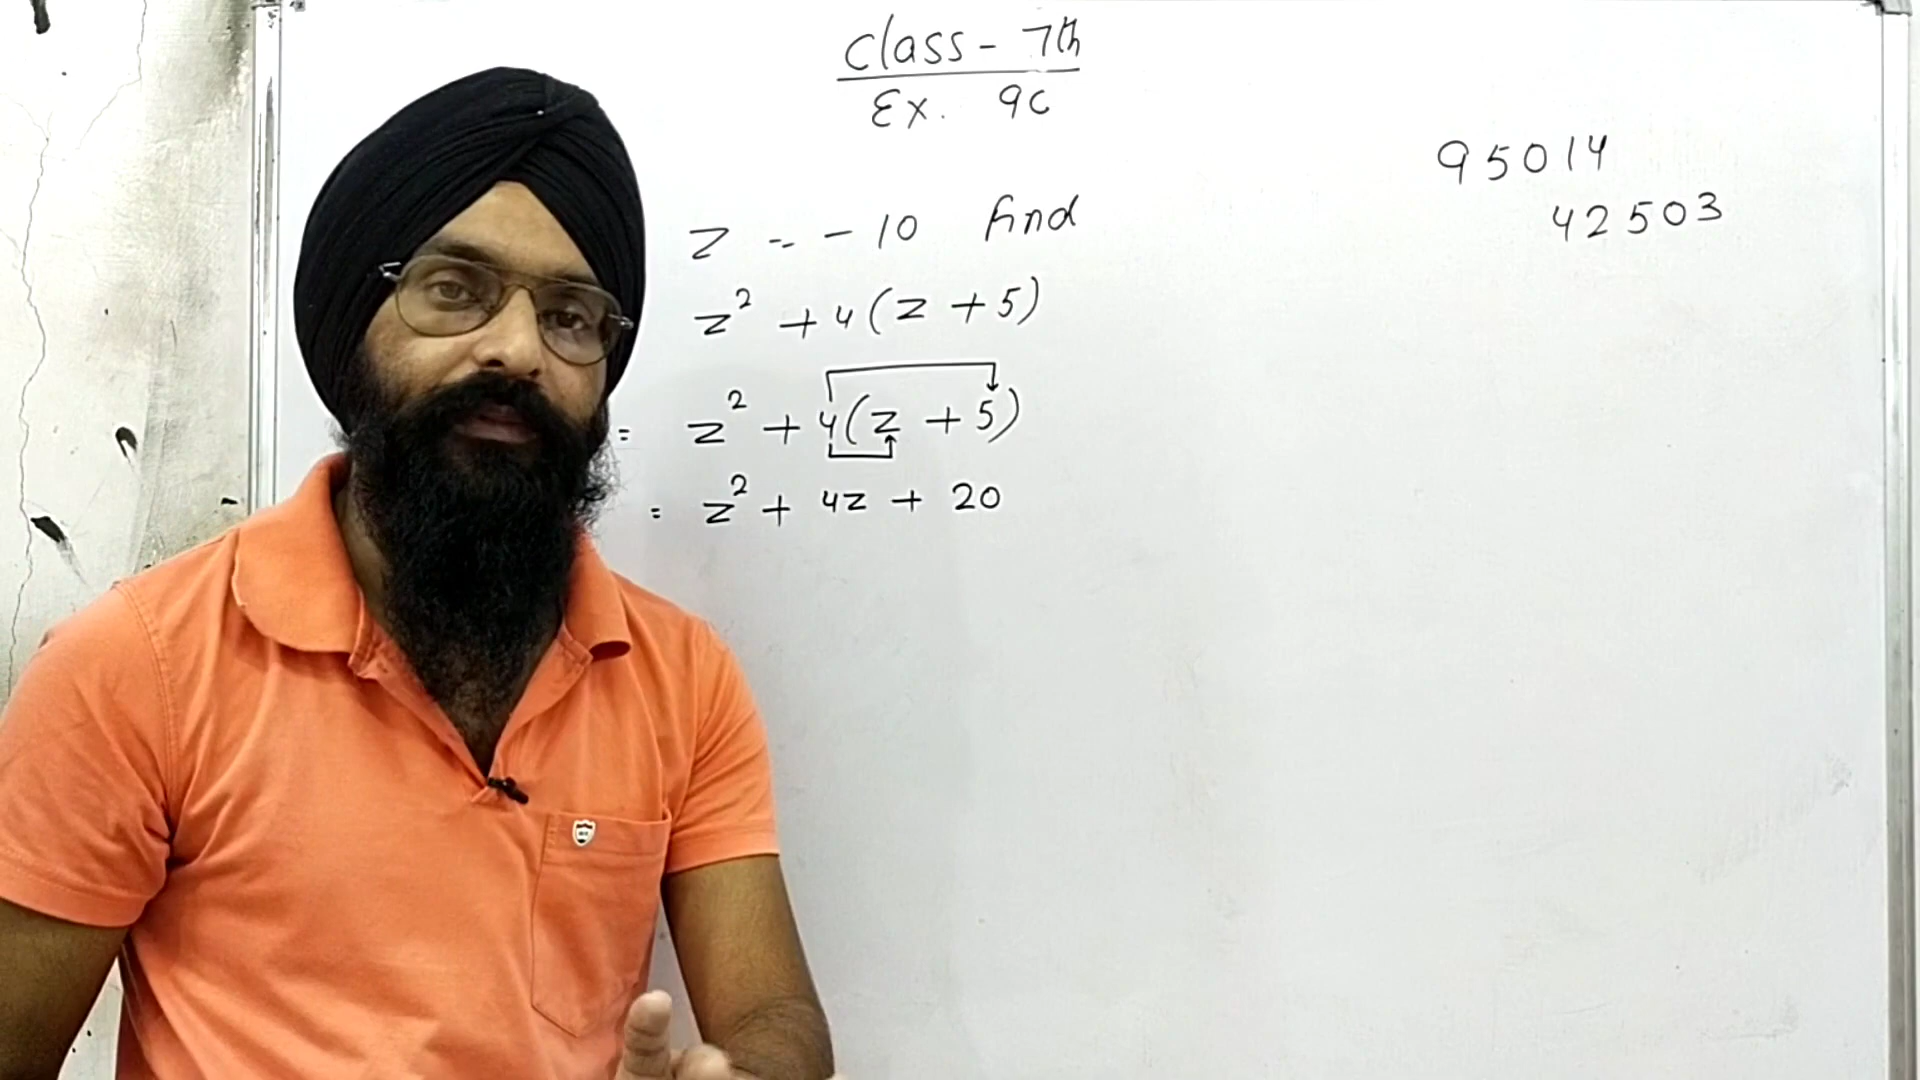 Class - 7th
Ex. 9C
95014
42503
z = - 10 find
z² + 4(z + 5)
= z² + 4(z + 5)
= z² + 4z + 20